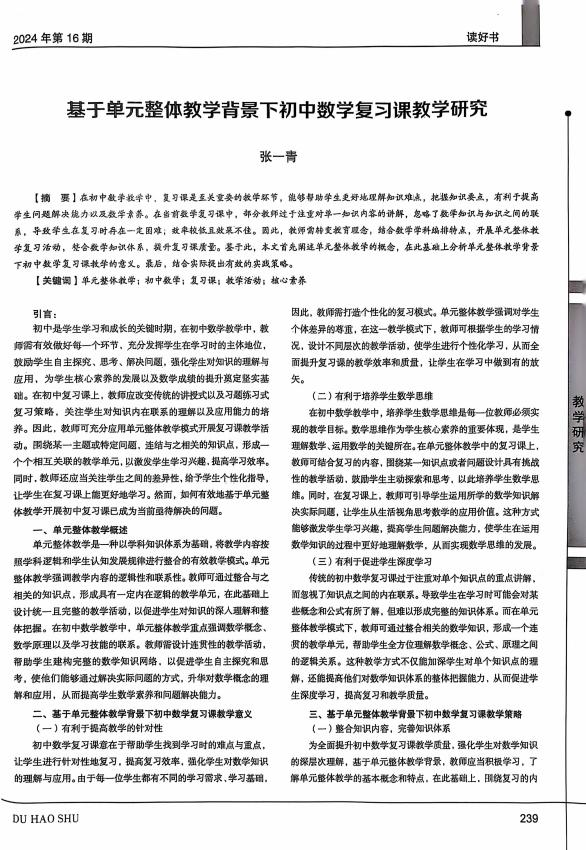 2024 年第 16 期
读好书
基于单元整体教学背景下初中数学复习课教学研究
张一青
【摘 要】在初中数学教学中，复习课是至关重要的教学环节，能够帮助学生更好地理解知识难点，把握知识要点，有利于提高
学生问题解决能力以及数学素养。在当前数学复习课中，部分教师过于注重对单一知识内容的讲解，忽略了数学知识与知识之间的联
系，导致学生在复习时存在一定困难；效率较低且效果不佳。因此，教师需转变教育理念，结合数学学科编排特点，开展单元整体教
学复习活动，整合数学知识体系，提升复习课质量。鉴于此，本文首先阐述单元整体教学的概念，在此基础上分析单元整体教学背景
下初中数学复习课教学的意义。最后，结合实际提出有效的实践策略。
【关键词】单元整体教学；初中数学；复习课；教学活动；核心素养
引言：
初中是学生学习和成长的关键时期，在初中数学教学中，教
师需有效做好每一个环节，充分发挥学生在学习时的主体地位，
鼓励学生自主探究、思考、解决问题，强化学生对知识的理解与
应用，为学生核心素养的发展以及数学成绩的提升奠定坚实基
础。在初中复习课上，教师应改变传统的讲授式以及习题练习式
复习策略，关注学生对知识内在联系的理解以及应用能力的培
养。因此，教师可充分应用单元整体教学模式开展复习课教学活
动。围绕某一主题或特定问题，连结与之相关的知识点，形成一
个个相互关联的教学单元，以激发学生学习兴趣，提高学习效率。
同时，教师还应当关注学生之间的差异性，给予学生个性化指导，
让学生在复习课上能更好地学习。然而，如何有效地基于单元整
体教学开展初中复习课已成为当前亟待解决的问题。
一、单元整体教学概述
单元整体教学是一种以学科知识体系为基础，将教学内容按
照学科逻辑和学生认知发展规律进行整合的有效教学模式。单元
整体教学强调教学内容的逻辑性和联系性。教师可通过整合与之
相关的知识点，形成具有一定内在逻辑的教学单元，在此基础上
设计统一且完整的教学活动，以促进学生对知识的深入理解和整
体把握。在初中数学教学中，单元整体教学重点强调数学概念、
数学原理以及学习技能的联系。教师需设计连贯性的教学活动，
帮助学生建构完整的数学知识网络，以促进学生自主探究和思
考，使他们能够通过解决实际问题的方式，升华对数学概念的理
解和应用，从而提高学生数学素养和问题解决能力。
二、基于单元整体教学背景下初中数学复习课教学意义
（一）有利于提高教学的针对性
初中数学复习课意在于帮助学生找到学习时的难点与重点，
让学生进行针对性地复习，提高复习效率，强化学生对数学知识
的理解与应用。由于每一位学生都有不同的学习需求、学习基础，
因此，教师需打造个性化的复习模式。单元整体教学强调对学生
个体差异的尊重，在这一教学模式下，教师可根据学生的学习情
况，设计不同层次的教学活动，使学生进行个性化学习，从而全
面提升复习课的教学效率和质量，让学生在学习中做到有的放
矢。
（二）有利于培养学生数学思维
在初中数学教学中，培养学生数学思维是每一位教师必须实
现的教学目标。数学思维作为学生核心素养的重要体现，是学生
理解数学、运用数学的关键所在。在单元整体教学中的复习课上，
教师可结合复习的内容，围绕某一知识点或者问题设计具有挑战
性的教学活动，鼓励学生主动探索和思考，以此培养学生数学思
维。同时，在复习课上，教师可引导学生运用所学的数学知识解
决实际问题，让学生从生活视角思考数学的应用价值。这种方式
能够激发学生学习兴趣，提高学生问题解决能力，使学生在运用
数学知识的过程中更好地理解数学，从而实现数学思维的发展。
（三）有利于促进学生深度学习
传统的初中数学复习课过于注重对单个知识点的重点讲解，
而忽视了知识点之间的内在联系。导致学生在学习时可能会对某
些概念和公式有所了解，但难以形成完整的知识体系。而在单元
整体教学模式下，教师可通过整合相关的数学知识，形成一个连
贯的教学单元，帮助学生全方位理解数学概念、公式、原理之间
的逻辑关系。这种教学方式不仅能加深学生对单个知识点的理
解，还能提高他们对数学知识体系的整体把握能力，从而促进学
生深度学习，提高复习和教学质量。
三、基于单元整体教学背景下初中数学复习课教学策略
（一）整合知识内容，完善知识体系
为全面提升初中数学复习课教学质量，强化学生对数学知识
的深层次理解，基于单元整体教学背景，教师应当积极学习，了
解单元整体教学的基本概念和特点，在此基础上，围绕复习的内
教学研究
DU HAO SHU
239